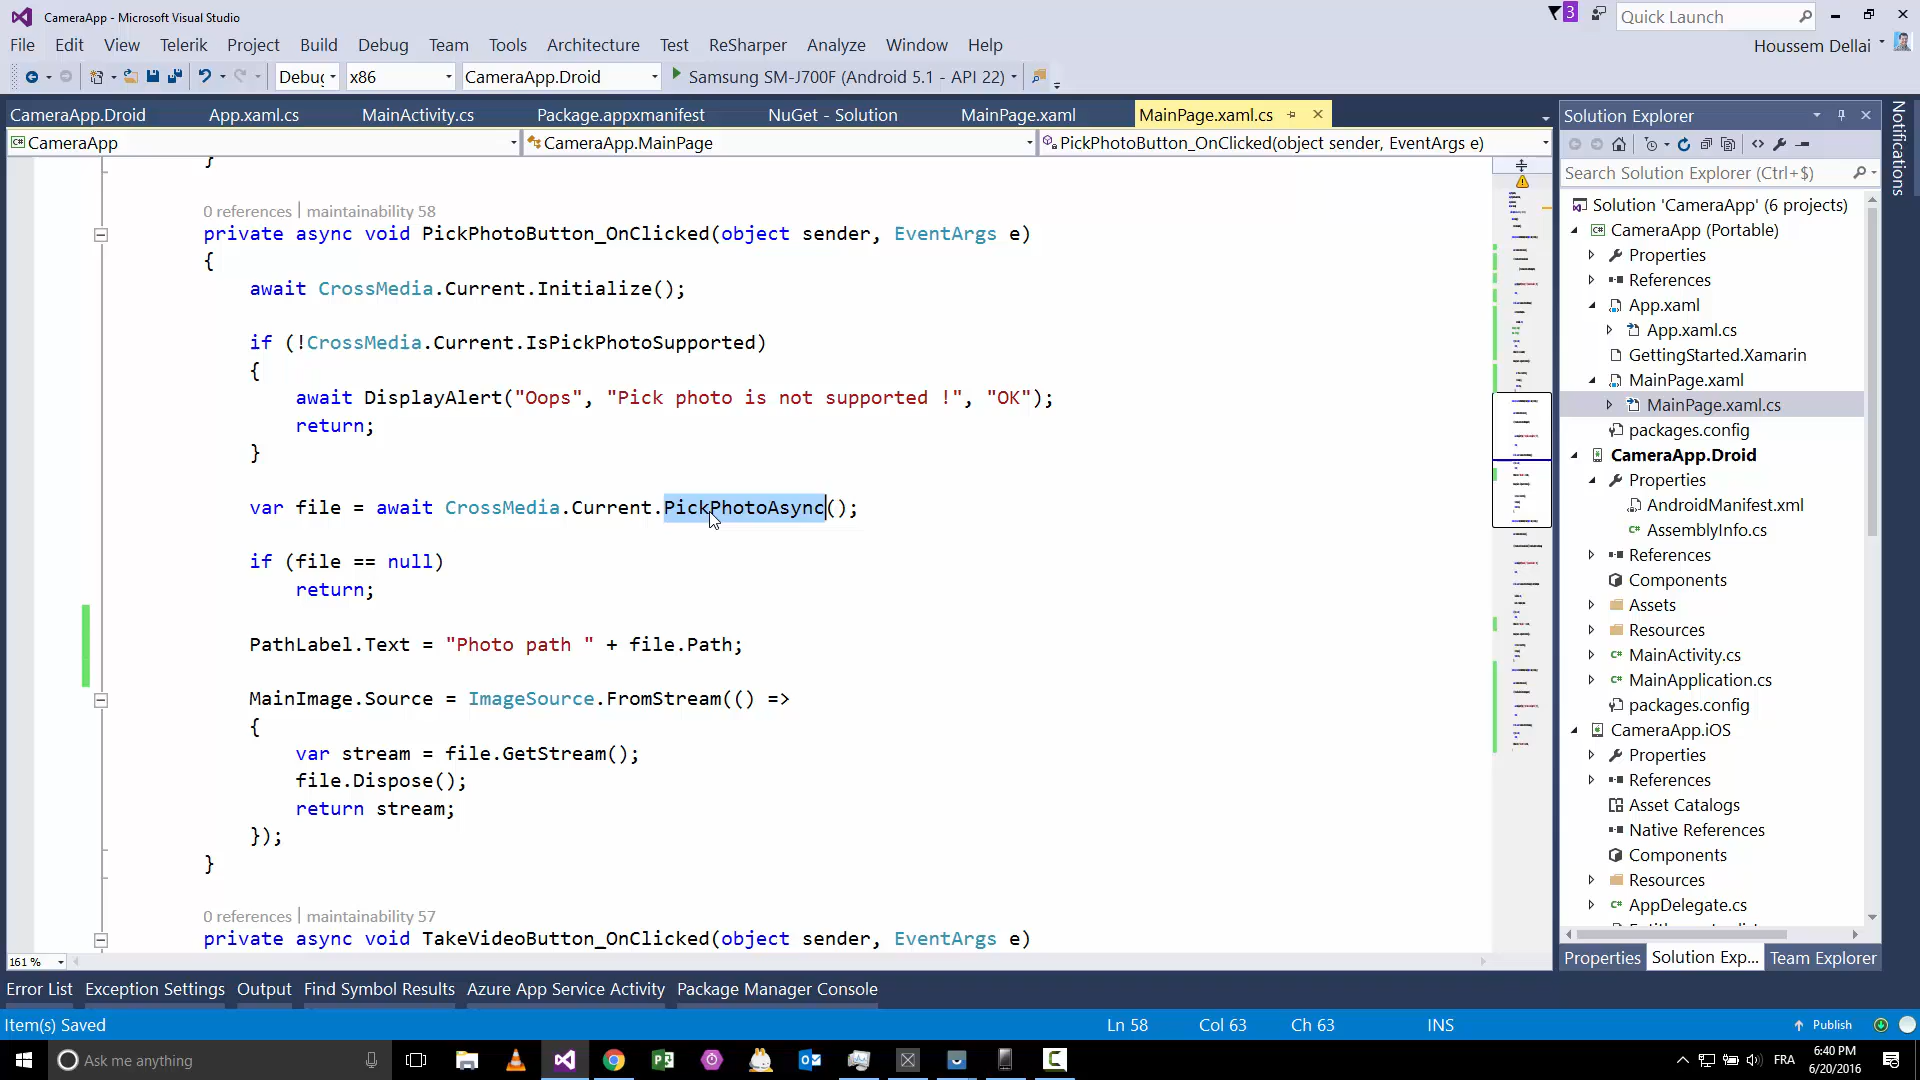 CameraApp - Microsoft Visual Studio
3
Quick Launch
File Edit View Telerik Project Build Debug Team Tools Architecture Test ReSharper Analyze Window Help
Houssem Dellai
Debug x86 CameraApp.Droid Samsung SM-J700F (Android 5.1 - API 22)
CameraApp.Droid App.xaml.cs MainActivity.cs Package.appxmanifest NuGet - Solution MainPage.xaml MainPage.xaml.cs
CameraApp CameraApp.MainPage PickPhotoButton_OnClicked(object sender, EventArgs e)
}
0 references | maintainability 58
private async void PickPhotoButton_OnClicked(object sender, EventArgs e)
{
await CrossMedia.Current.Initialize();
if (!CrossMedia.Current.IsPickPhotoSupported)
{
await DisplayAlert("Oops", "Pick photo is not supported !", "OK");
return;
}
var file = await CrossMedia.Current.PickPhotoAsync();
if (file == null)
return;
PathLabel.Text = "Photo path " + file.Path;
MainImage.Source = ImageSource.FromStream(() =>
{
var stream = file.GetStream();
file.Dispose();
return stream;
});
}
0 references | maintainability 57
private async void TakeVideoButton_OnClicked(object sender, EventArgs e)
161 %
Solution Explorer
Search Solution Explorer (Ctrl+$)
Solution 'CameraApp' (6 projects)
CameraApp (Portable)
Properties
References
App.xaml
App.xaml.cs
GettingStarted.Xamarin
MainPage.xaml
MainPage.xaml.cs
packages.config
CameraApp.Droid
Properties
AndroidManifest.xml
AssemblyInfo.cs
References
Components
Assets
Resources
MainActivity.cs
MainApplication.cs
packages.config
CameraApp.iOS
Properties
References
Asset Catalogs
Native References
Components
Resources
AppDelegate.cs
Properties Solution Exp... Team Explorer
Notifications
Error List Exception Settings Output Find Symbol Results Azure App Service Activity Package Manager Console
Item(s) Saved Ln 58 Col 63 Ch 63 INS Publish
Ask me anything
FRA
6:40 PM
6/20/2016